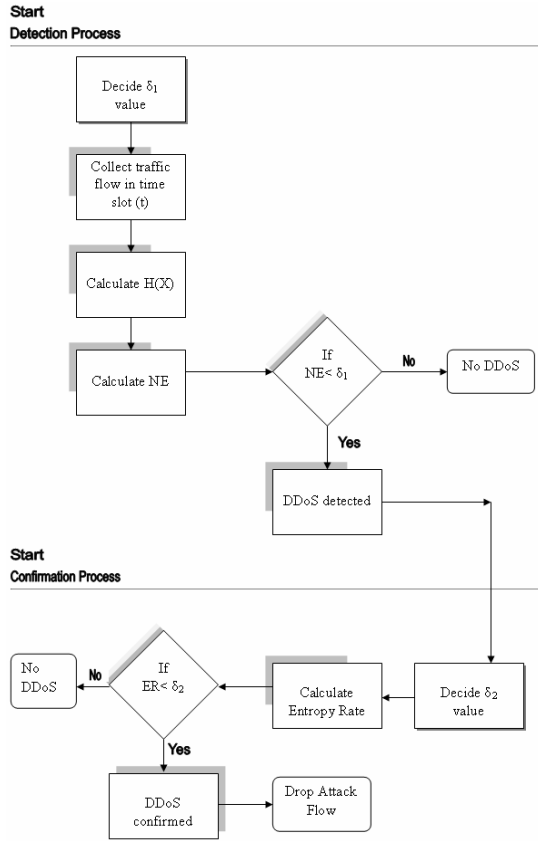 Start
Detection Process
Decide δ1
value
Collect traffic
flow in time
slot (t)
Calculate H(X)
Calculate NE
If
NE< δ1
No
No DDoS
Yes
DDoS detected
Start
Confirmation Process
No
DDoS
No
If
ER< δ2
Calculate
Entropy Rate
Decide δ2
value
Yes
DDoS
confirmed
Drop Attack
Flow